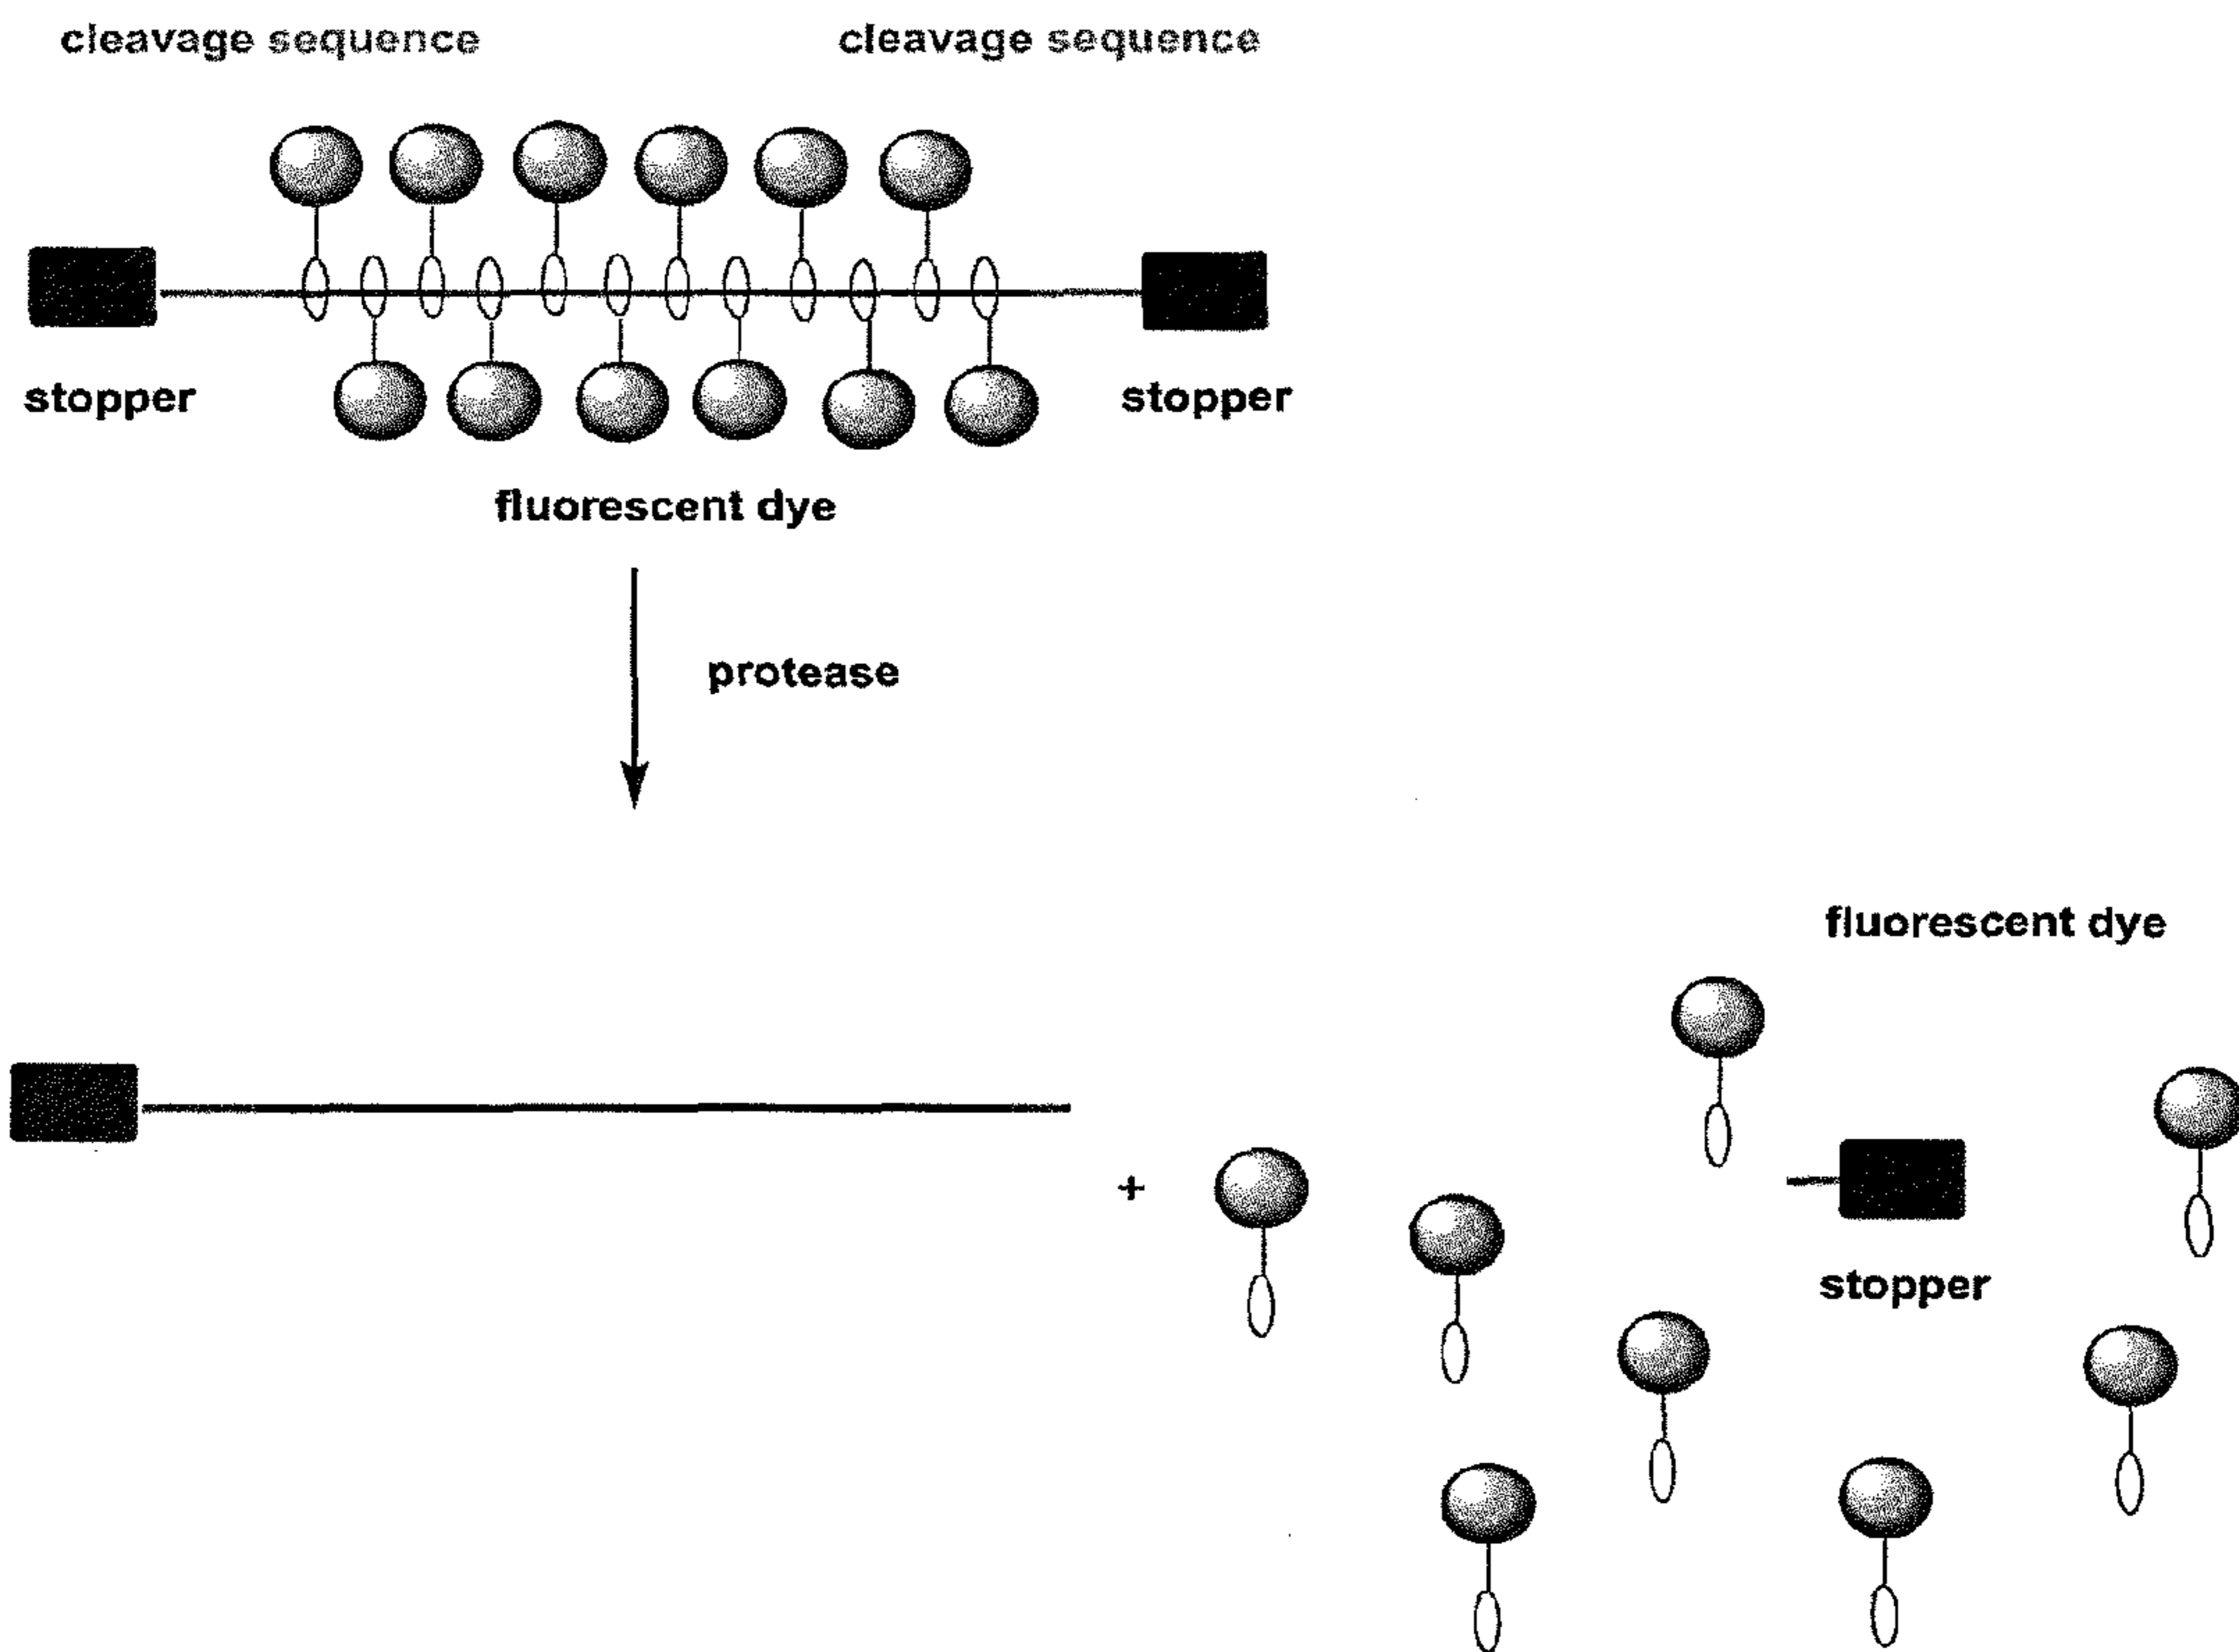 cleavage sequence cleavage sequence
stopper stopper
fluorescent dye
protease
fluorescent dye
+
stopper